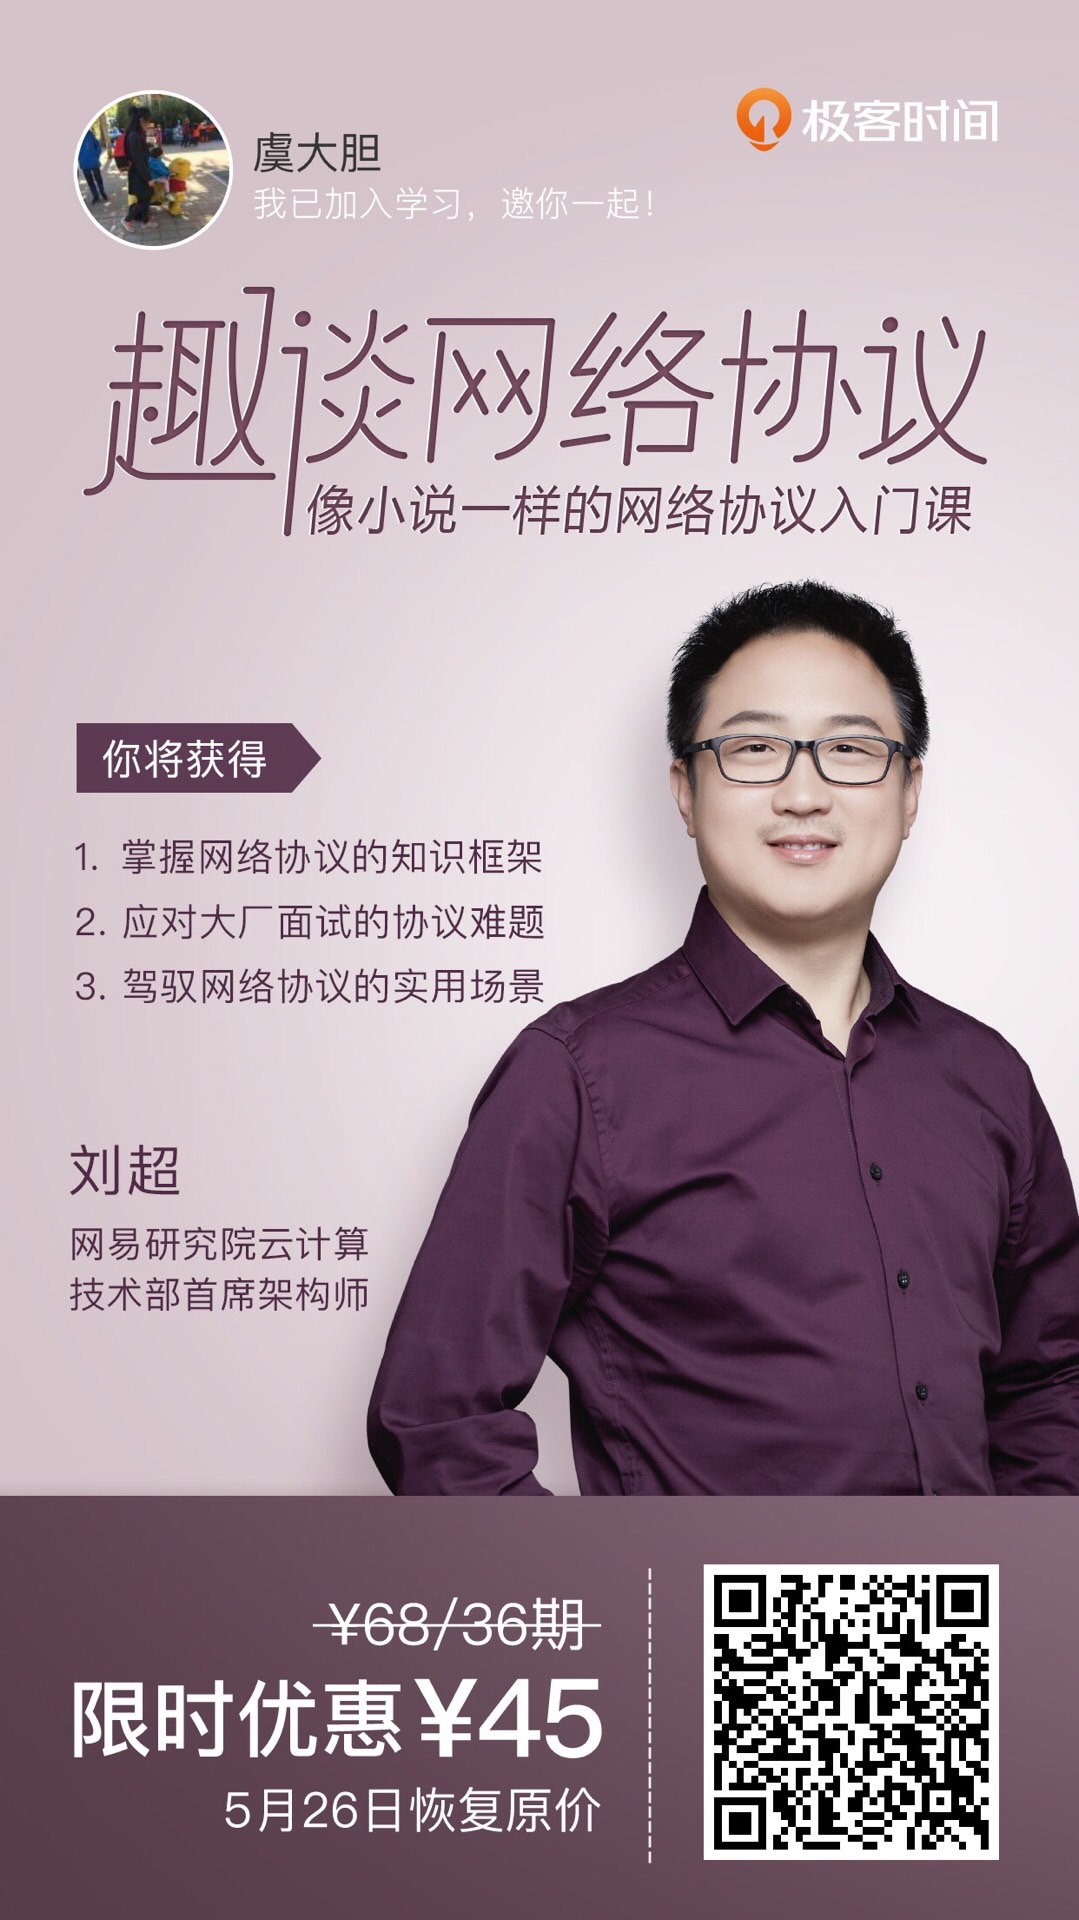 极客时间
虞大胆
我已加入学习，邀你一起！
趣谈网络协议
像小说一样的网络协议入门课
你将获得
1. 掌握网络协议的知识框架
2. 应对大厂面试的协议难题
3. 驾驭网络协议的实用场景
刘超
网易研究院云计算
技术部首席架构师
¥68/36期
限时优惠¥45
5月26日恢复原价